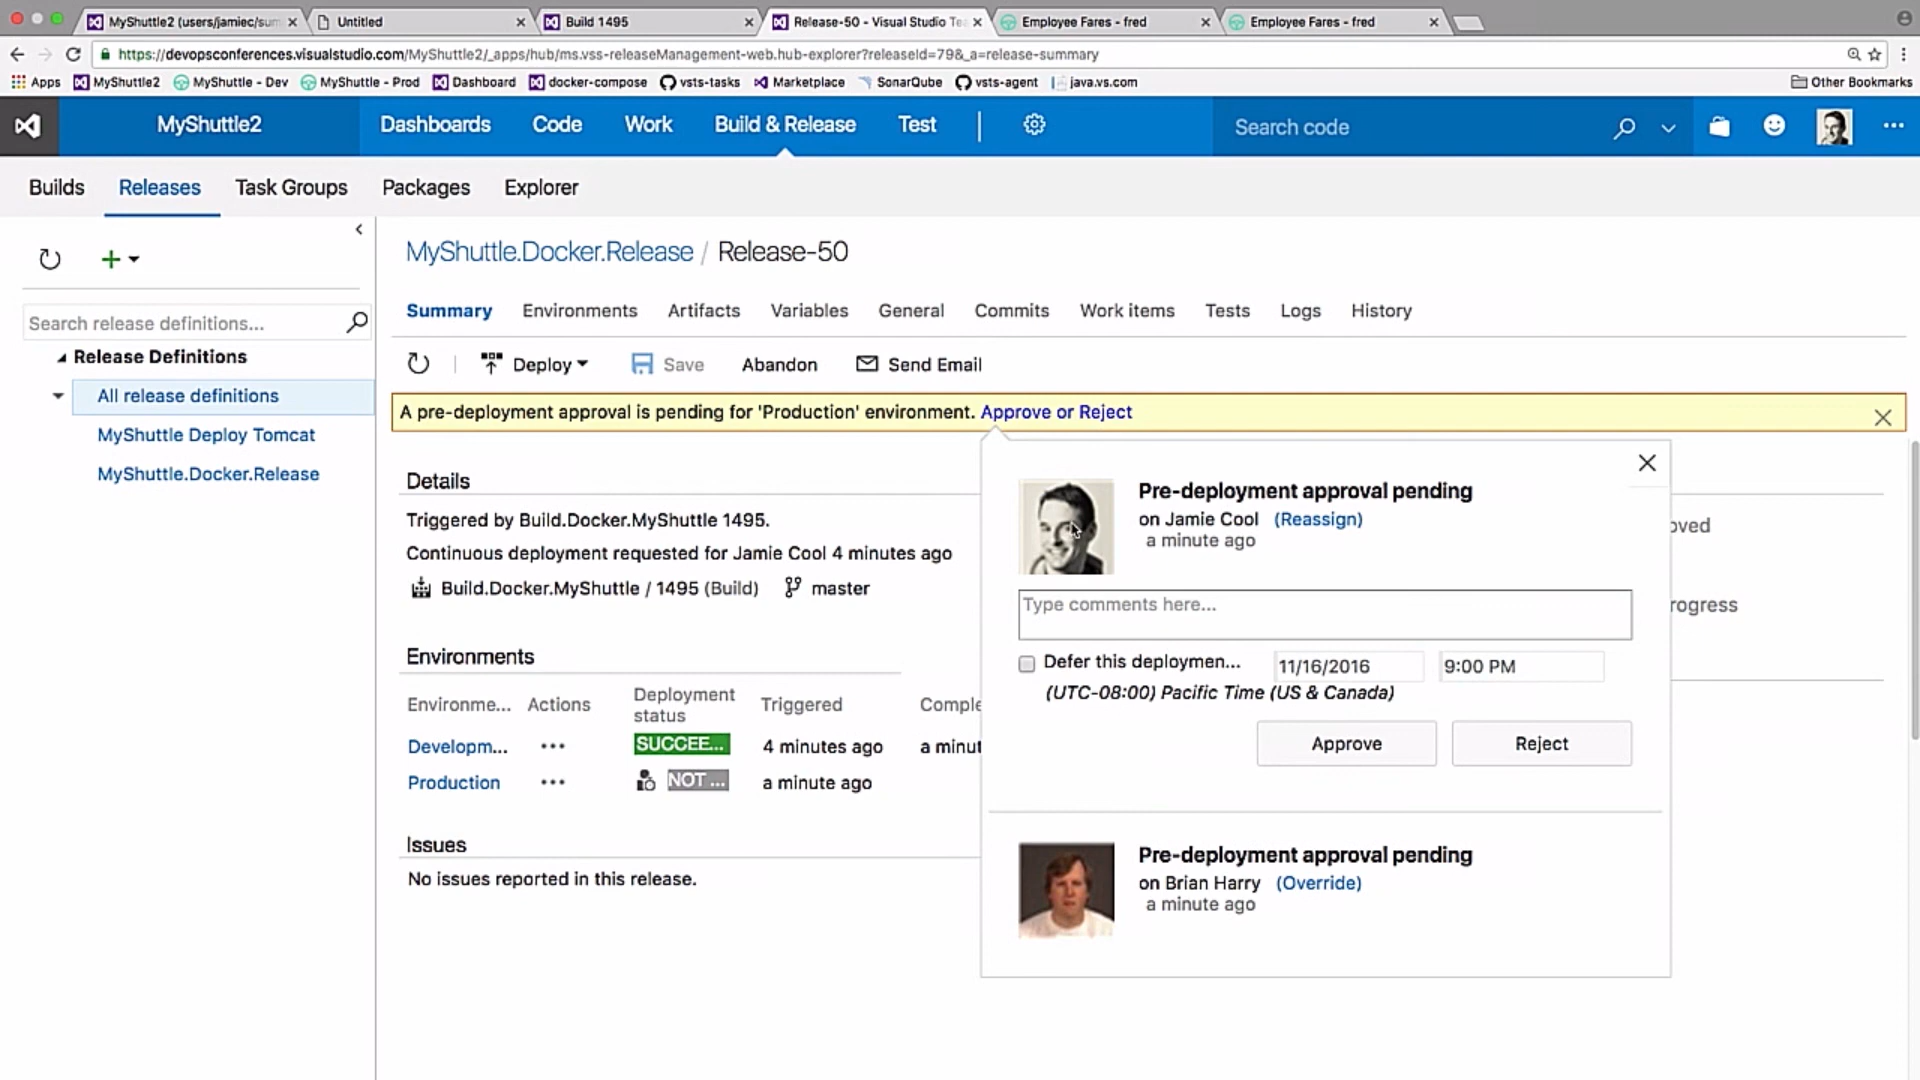 MyShuttle2 (users/jamiec/sum
Untitled
Build 1495
Release-50 - Visual Studio Te
Employee Fares - fred
Employee Fares - fred
https://devopsconferences.visualstudio.com/MyShuttle2/_apps/hub/ms.vss-releaseManagement-web.hub-explorer?releaseId=79&_a=release-summary
Apps MyShuttle2 MyShuttle - Dev MyShuttle - Prod Dashboard docker-compose vsts-tasks Marketplace SonarQube vsts-agent java.vs.com Other Bookmarks
MyShuttle2 Dashboards Code Work Build & Release Test Search code
Builds Releases Task Groups Packages Explorer
Search release definitions...
Release Definitions
All release definitions
MyShuttle Deploy Tomcat
MyShuttle.Docker.Release
MyShuttle.Docker.Release / Release-50
Summary Environments Artifacts Variables General Commits Work items Tests Logs History
Deploy Save Abandon Send Email
A pre-deployment approval is pending for 'Production' environment. Approve or Reject
Details
Triggered by Build.Docker.MyShuttle 1495.
Continuous deployment requested for Jamie Cool 4 minutes ago
Build.Docker.MyShuttle / 1495 (Build) master
Environments
Environme... Actions Deployment status Triggered Comple
Developm... SUCCEE... 4 minutes ago a minut
Production NOT ... a minute ago
Issues
No issues reported in this release.
Pre-deployment approval pending
on Jamie Cool (Reassign)
a minute ago
Type comments here...
Defer this deploymen... 11/16/2016 9:00 PM
(UTC-08:00) Pacific Time (US & Canada)
Approve Reject
Pre-deployment approval pending
on Brian Harry (Override)
a minute ago
oved
rogress